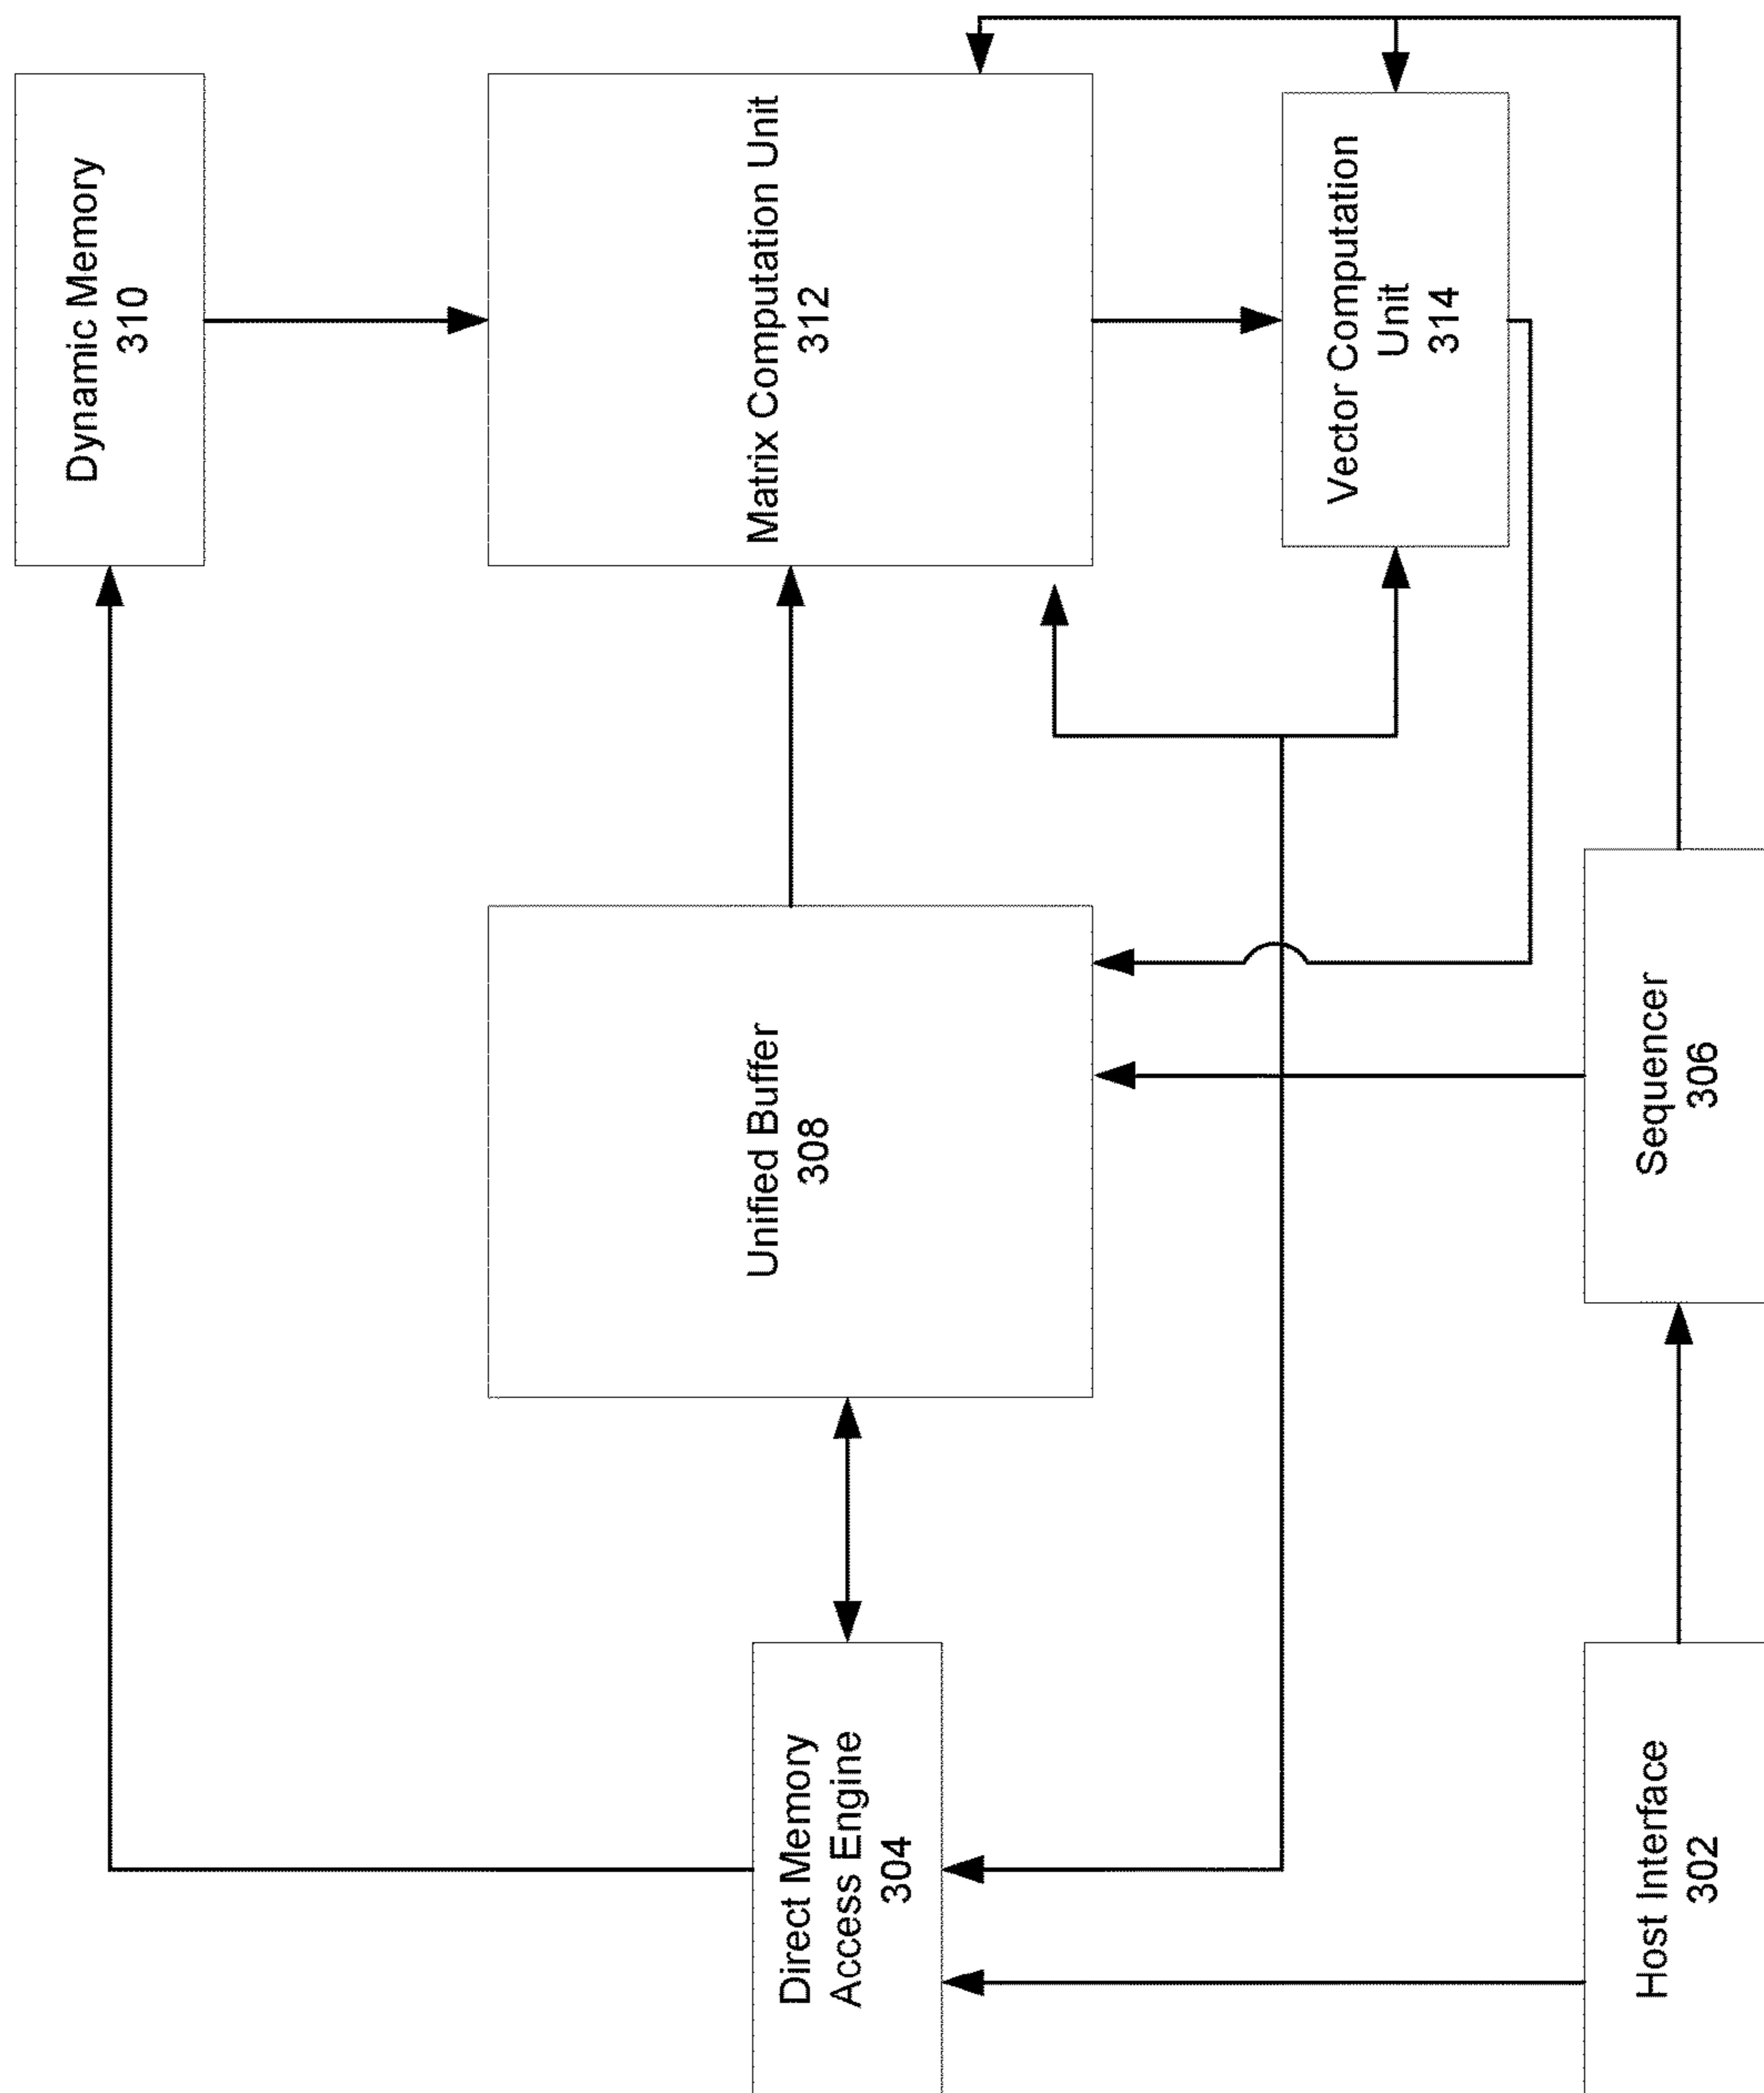 Dynamic Memory
310
Matrix Computation Unit
312
Vector Computation
Unit
314
Unified Buffer
308
Sequencer
306
Direct Memory
Access Engine
304
Host Interface
302